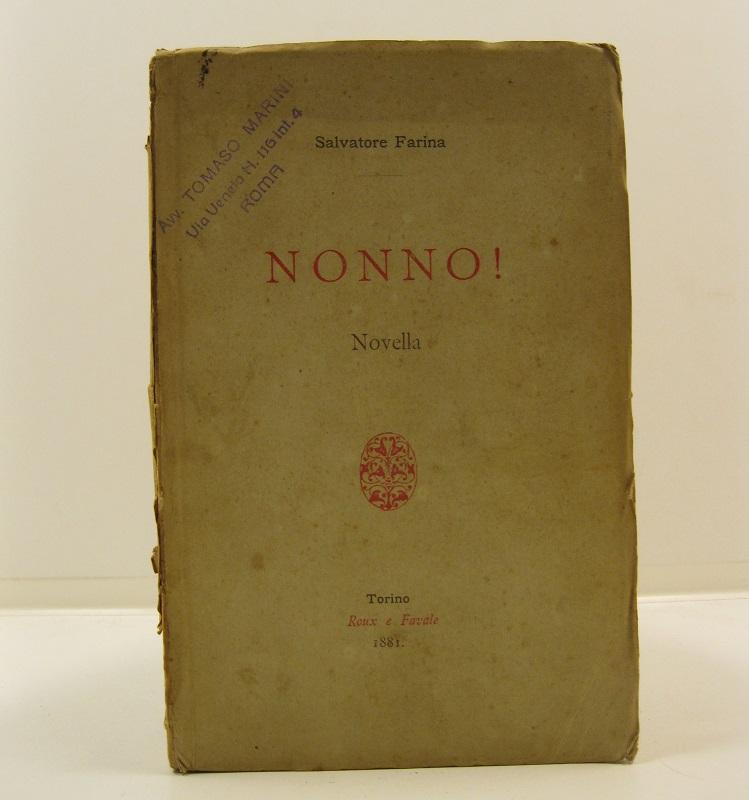 Avv. TOMASO MARINI
Via Veneto N. 116 int. 4
ROMA
Salvatore Farina
NONNO!
Novella
Torino
Roux e Favale
1881.